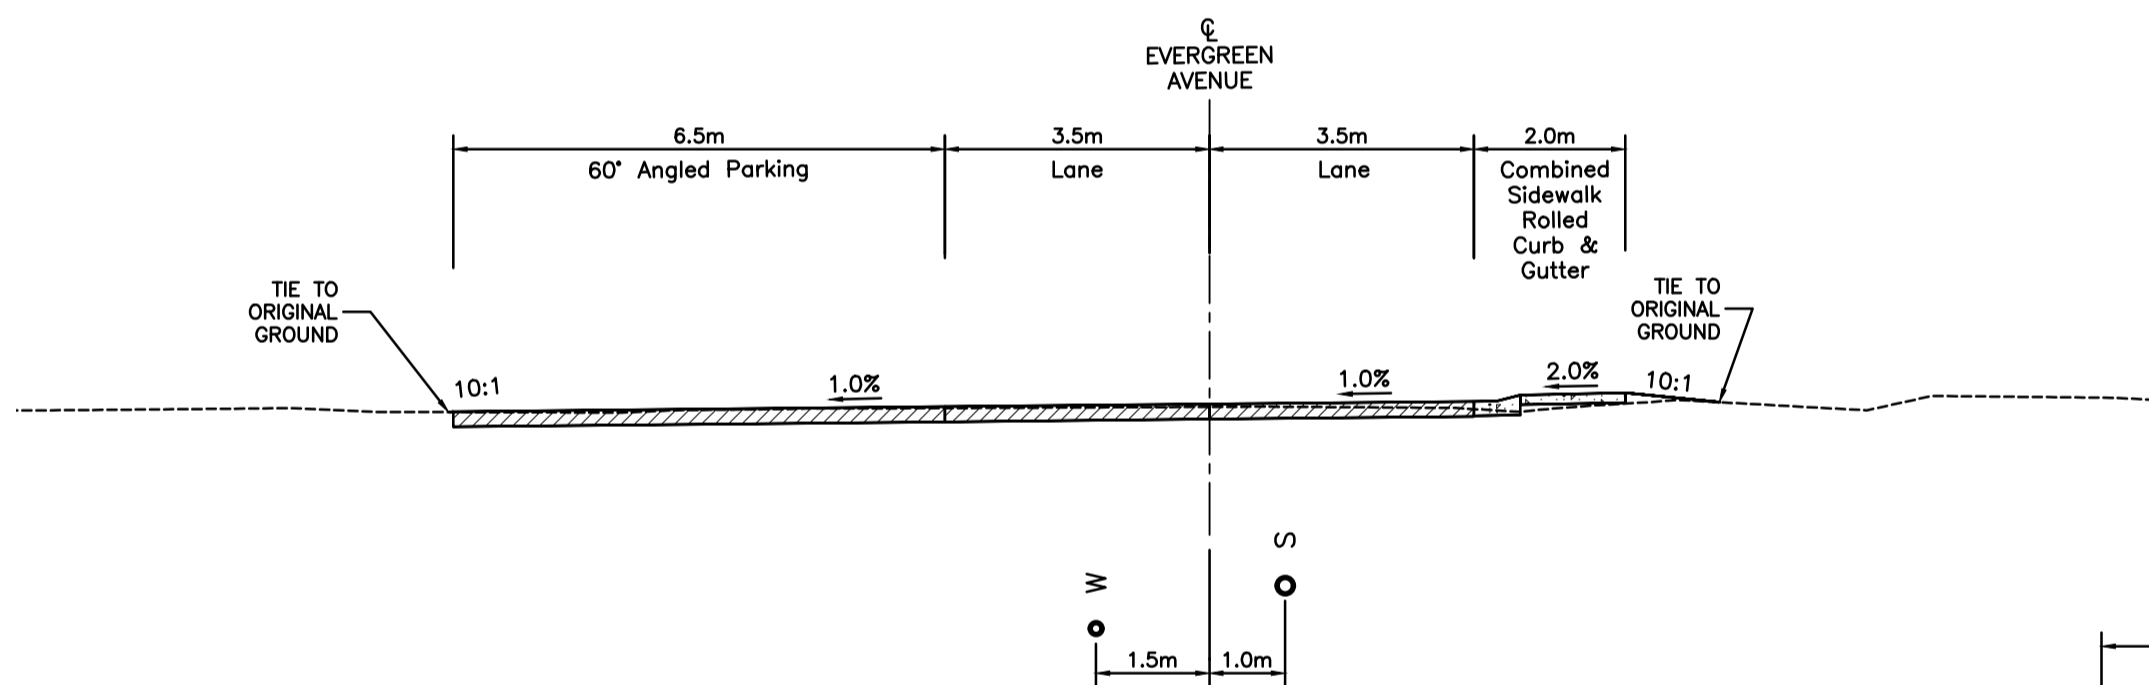 ℄
EVERGREEN
AVENUE
6.5m
3.5m
3.5m
2.0m
60° Angled Parking
Lane
Lane
Combined
Sidewalk
Rolled
Curb &
Gutter
TIE TO
ORIGINAL
GROUND
TIE TO
ORIGINAL
GROUND
10:1
1.0%
1.0%
2.0%
10:1
S
W
1.5m
1.0m